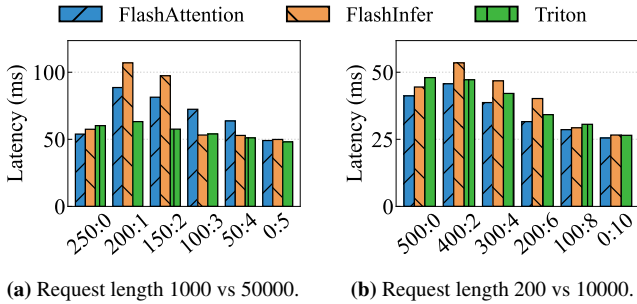 FlashAttention FlashInfer Triton
Latency (ms)
100
50
0
250:0 200:1 150:2 100:3 50:4 0:5
(a) Request length 1000 vs 50000.
Latency (ms)
50
25
0
500:0 400:2 300:4 200:6 100:8 0:10
(b) Request length 200 vs 10000.